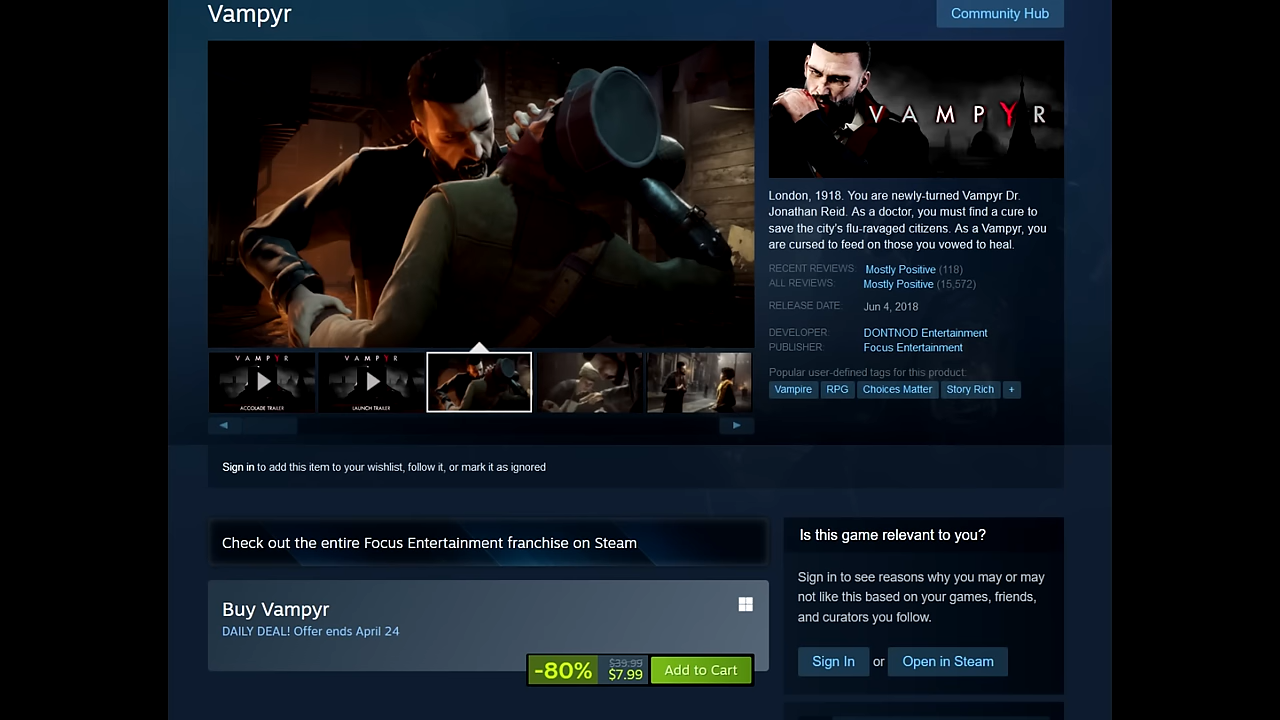 Vampyr
Community Hub
VAMPYR
London, 1918. You are newly-turned Vampyr Dr.
Jonathan Reid. As a doctor, you must find a cure to
save the city's flu-ravaged citizens. As a Vampyr, you
are cursed to feed on those you vowed to heal.
RECENT REVIEWS: Mostly Positive (118)
ALL REVIEWS: Mostly Positive (15,572)
RELEASE DATE: Jun 4, 2018
DEVELOPER: DONTNOD Entertainment
PUBLISHER: Focus Entertainment
Popular user-defined tags for this product:
Vampire RPG Choices Matter Story Rich +
VAMPYR
ACCOLADE TRAILER
VAMPYR
LAUNCH TRAILER
Sign in to add this item to your wishlist, follow it, or mark it as ignored
Check out the entire Focus Entertainment franchise on Steam
Buy Vampyr
DAILY DEAL! Offer ends April 24
-80% $39.99 $7.99 Add to Cart
Is this game relevant to you?
Sign in to see reasons why you may or may
not like this based on your games, friends,
and curators you follow.
Sign In or Open in Steam